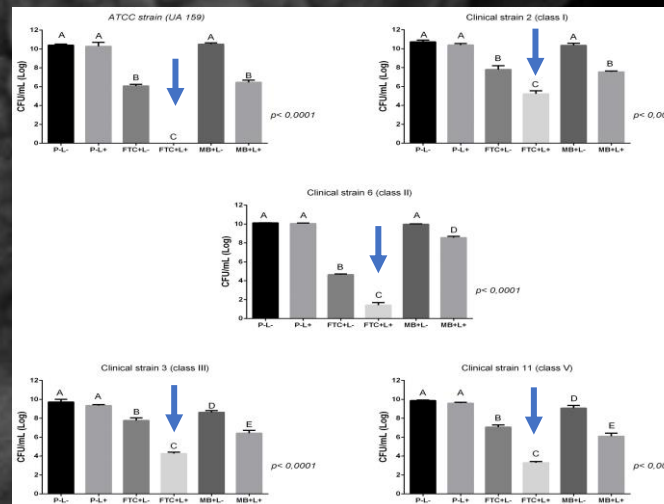 ATCC strain (UA 159)
CFU/mL (Log)
12
10
8
6
4
2
0
A
A
B
C
A
B
P-L-
P-L+
FTC+L-
FTC+L+
MB+L-
MB+L+
p< 0,0001
Clinical strain 2 (class I)
CFU/mL (Log)
12
10
8
6
4
2
0
A
A
B
C
A
B
P-L-
P-L+
FTC+L-
FTC+L+
MB+L-
MB+L+
p< 0,00
Clinical strain 6 (class II)
CFU/mL (Log)
12
10
8
6
4
2
0
A
A
B
C
A
D
P-L-
P-L+
FTC+L-
FTC+L+
MB+L-
MB+L+
p< 0,0001
Clinical strain 3 (class III)
CFU/mL (Log)
12
10
8
6
4
2
0
A
A
B
C
D
E
P-L-
P-L+
FTC+L-
FTC+L+
MB+L-
MB+L+
p< 0,0001
Clinical strain 11 (class V)
CFU/mL (Log)
12
10
8
6
4
2
0
A
A
B
C
D
E
P-L-
P-L+
FTC+L-
FTC+L+
MB+L-
MB+L+
p< 0,00